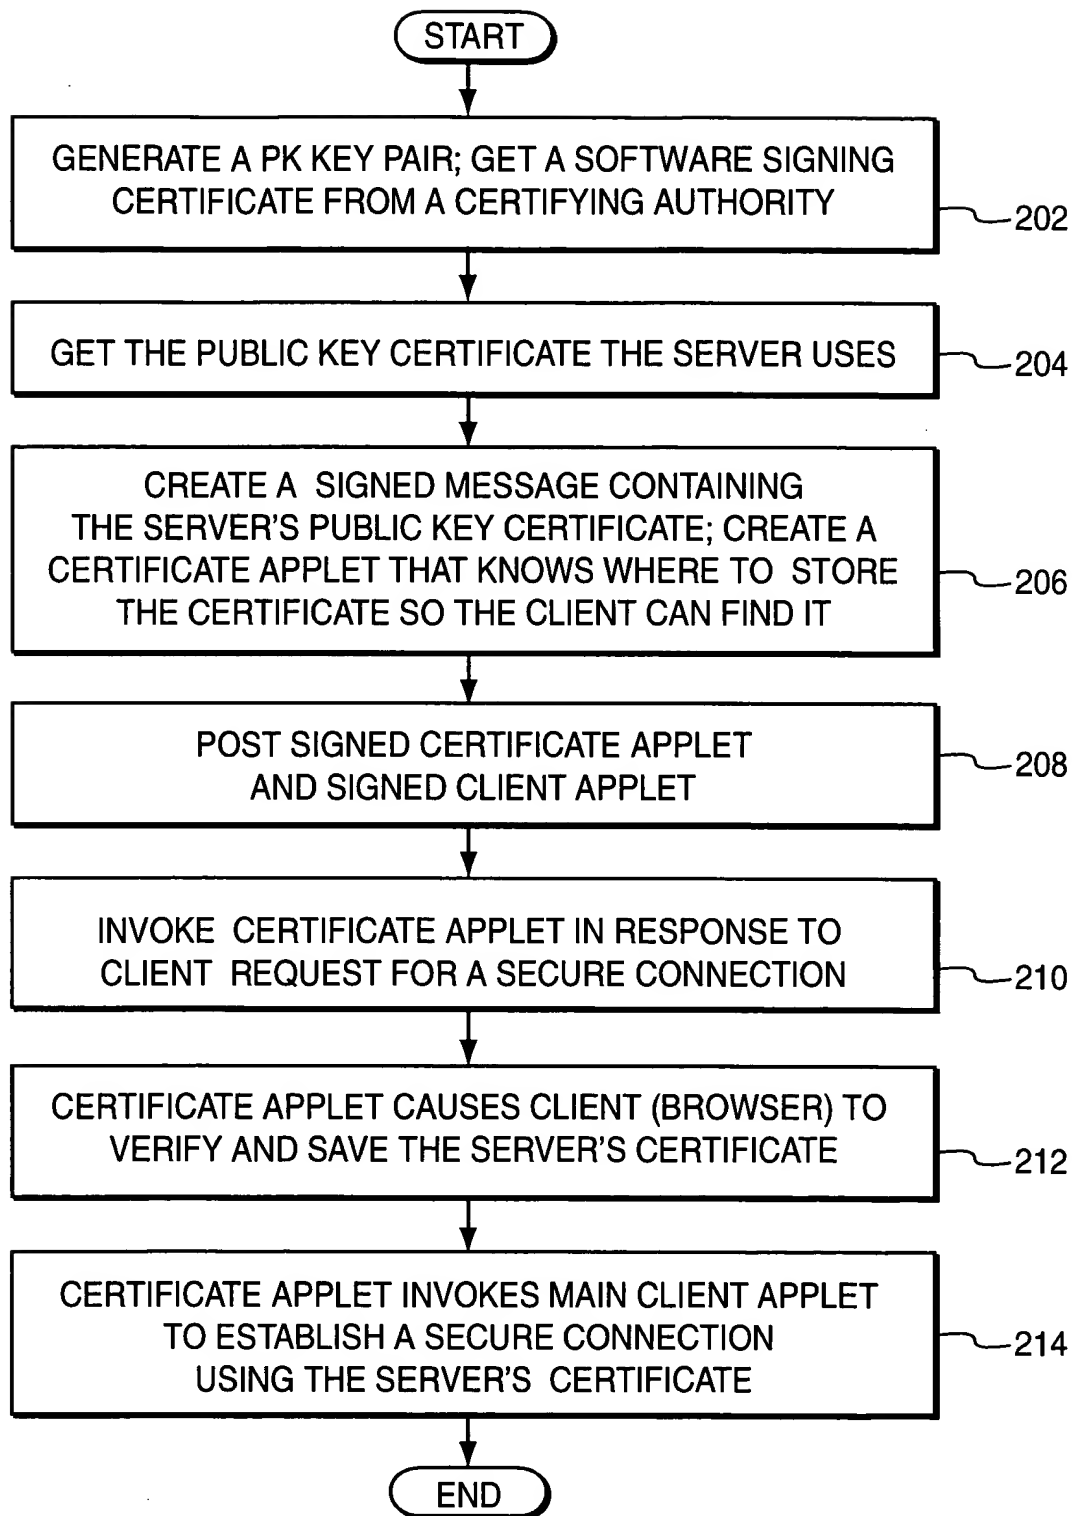 START
GENERATE A PK KEY PAIR; GET A SOFTWARE SIGNING
CERTIFICATE FROM A CERTIFYING AUTHORITY
202
GET THE PUBLIC KEY CERTIFICATE THE SERVER USES
204
CREATE A SIGNED MESSAGE CONTAINING
THE SERVER'S PUBLIC KEY CERTIFICATE; CREATE A
CERTIFICATE APPLET THAT KNOWS WHERE TO STORE
THE CERTIFICATE SO THE CLIENT CAN FIND IT
206
POST SIGNED CERTIFICATE APPLET
AND SIGNED CLIENT APPLET
208
INVOKE CERTIFICATE APPLET IN RESPONSE TO
CLIENT REQUEST FOR A SECURE CONNECTION
210
CERTIFICATE APPLET CAUSES CLIENT (BROWSER) TO
VERIFY AND SAVE THE SERVER'S CERTIFICATE
212
CERTIFICATE APPLET INVOKES MAIN CLIENT APPLET
TO ESTABLISH A SECURE CONNECTION
USING THE SERVER'S CERTIFICATE
214
END